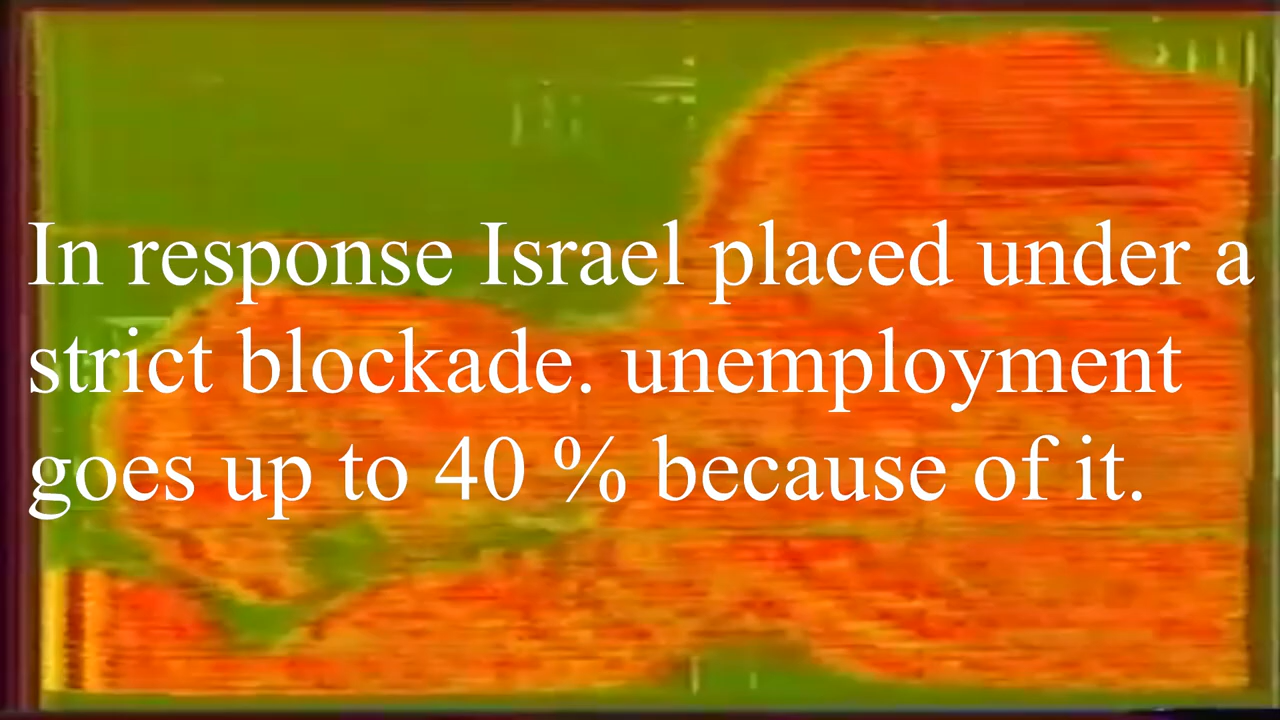 In response Israel placed under a
strict blockade. unemployment
goes up to 40 % because of it.